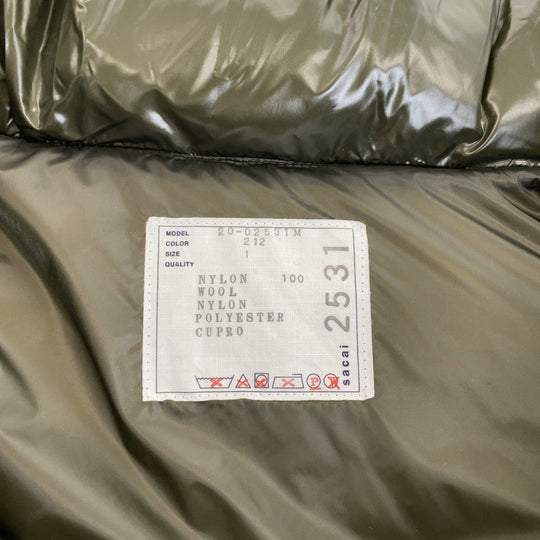 MODEL 20-02531M
COLOR 212
SIZE 1
QUALITY
NYLON 100
WOOL
NYLON
POLYESTER
CUPRO
P
sacai 2531